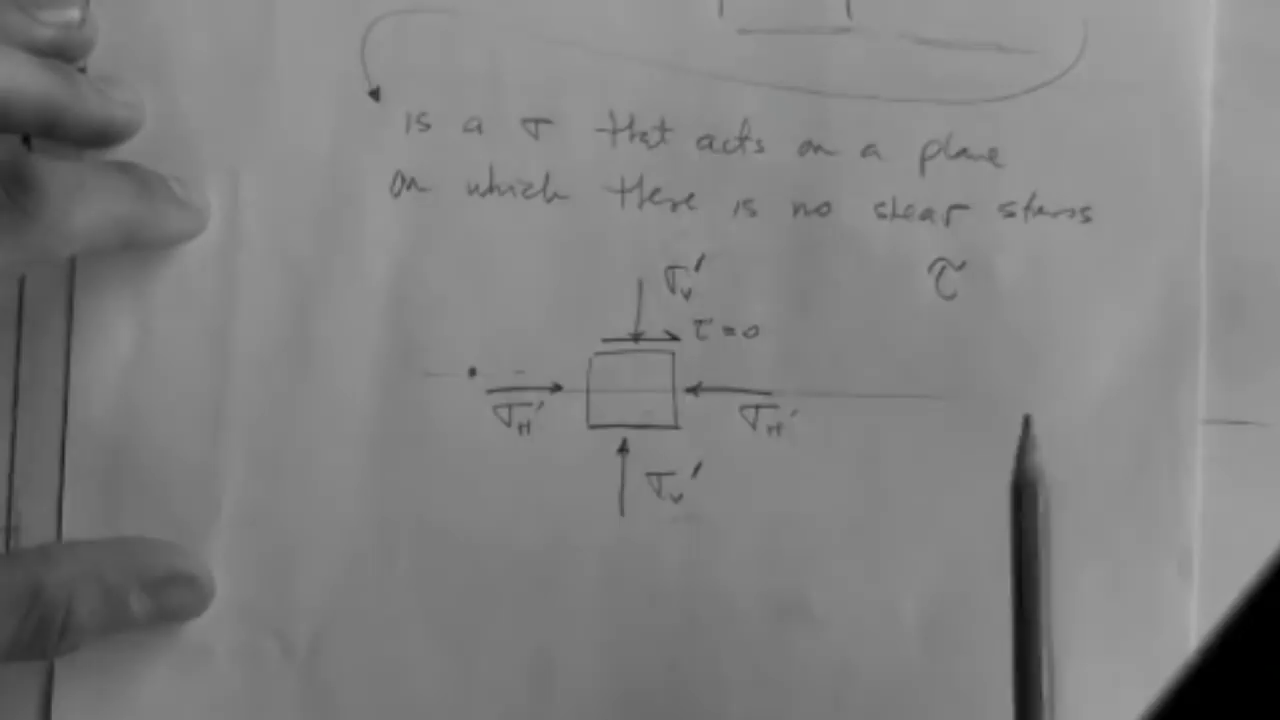 is a σ that acts on a plane
on which there is no shear stress
τ
σv'
τ=0
σH' σH'
σv'